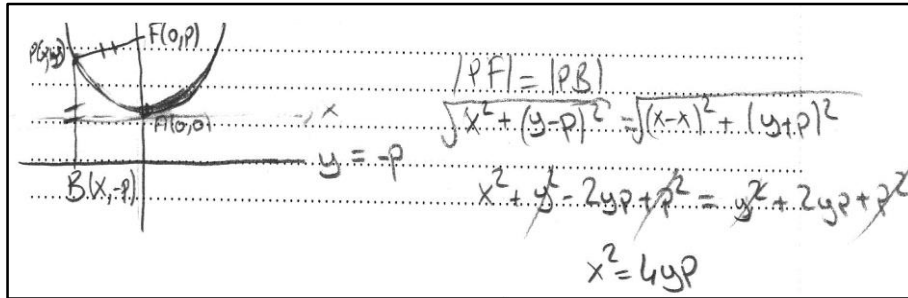 F(0,p)
P(x,y)
A(0,0)
x
y = -p
B(x,-p)
|PF| = |PB|
√(x² + (y-p)²) = √((x-x)² + (y+p)²)
x² + y² - 2yp + p² = y² + 2yp + p²
x² = 4yp